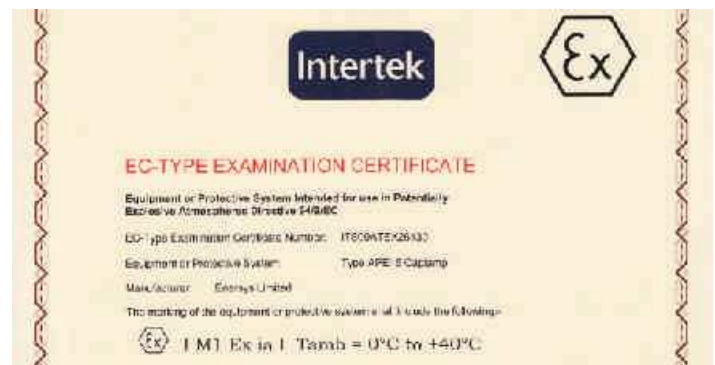 Intertek
Ex
EC-TYPE EXAMINATION CERTIFICATE
Equipment or Protective System Intended for use in Potentially
Explosive Atmospheres Directive 94/9/EC
EC-Type Examination Certificate Number:
Equipment or Protective System: Type Caplamp
Manufacturer: Enersys Limited
The marking of the equipment or protective system shall include the following:-
Ex I M1 Ex ia I Tamb = 0°C to +40°C